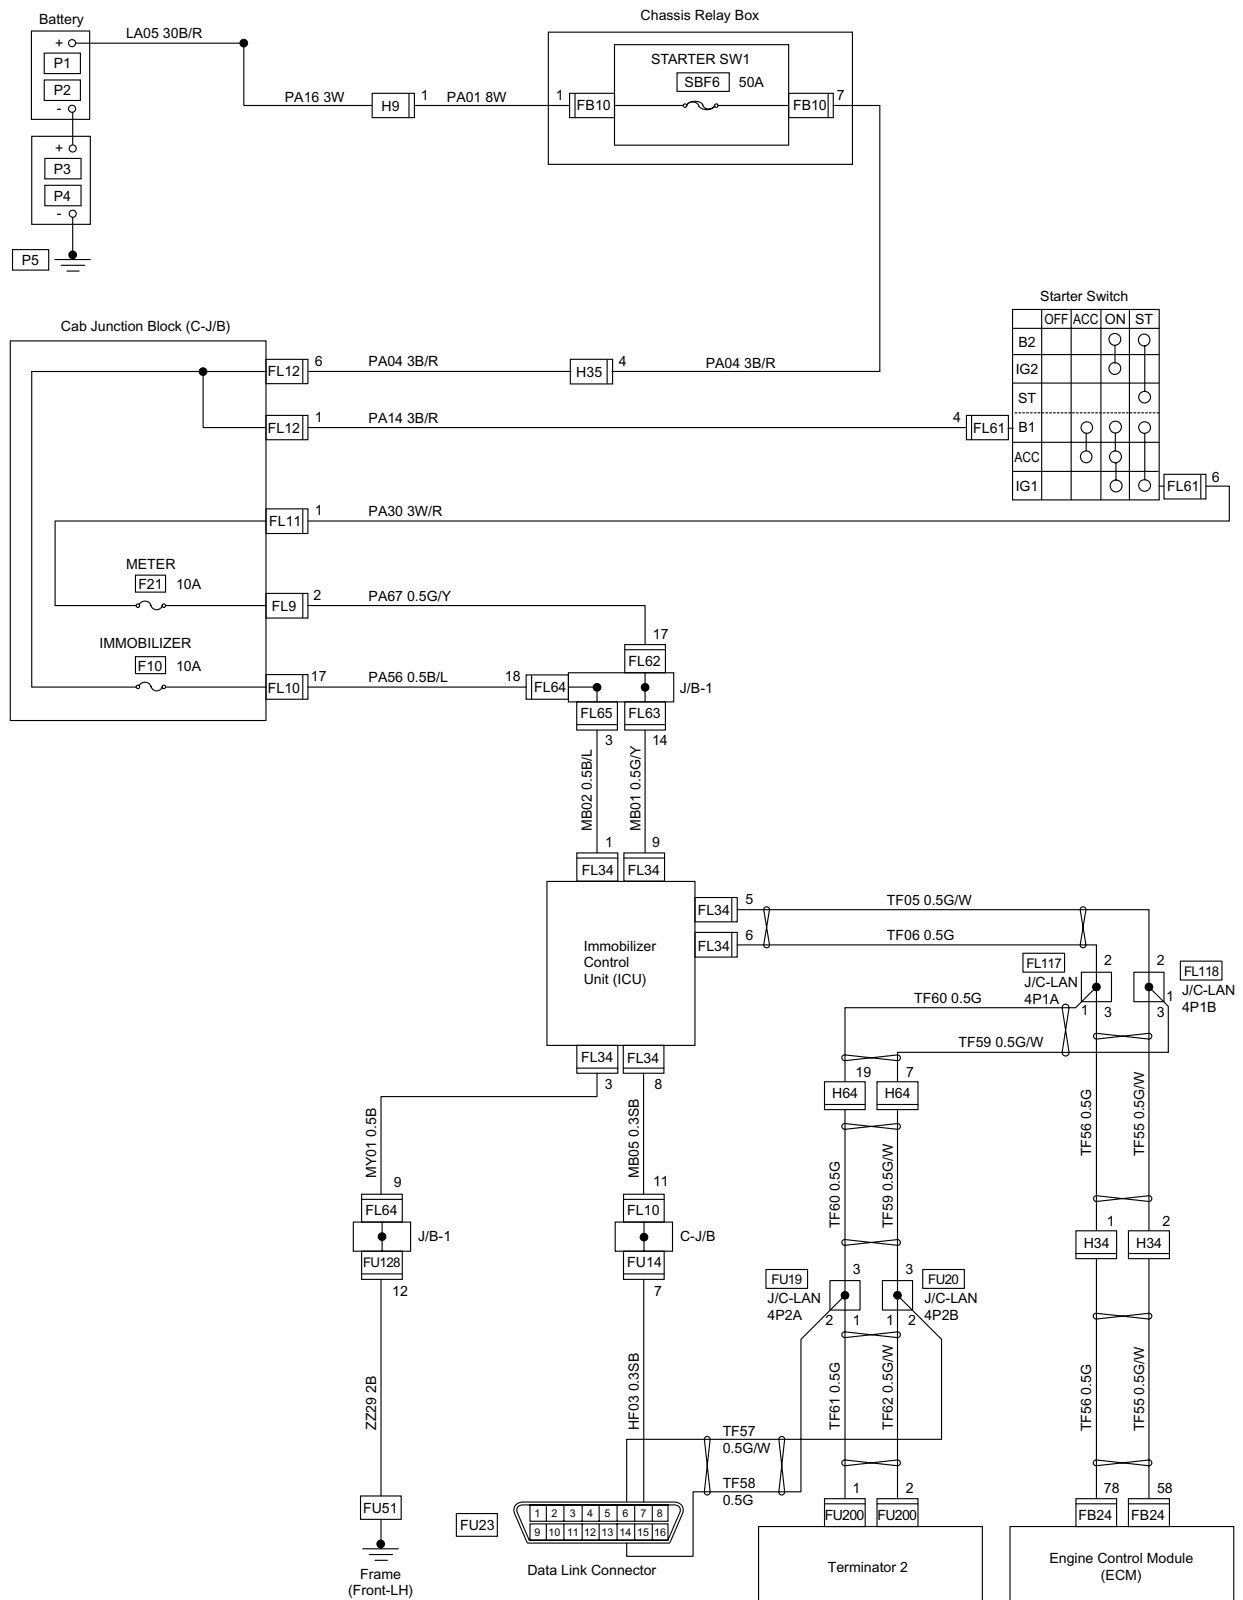 Battery
Chassis Relay Box
LA05 30B/R
+
P1
P2
-
+
P3
P4
-
P5
PA16 3W
H9
1
PA01 8W
1
FB10
STARTER SW1
SBF6
50A
FB10
7
Starter Switch
OFF ACC ON ST
B2
IG2
ST
B1
ACC
IG1
4
FL61
FL61
6
Cab Junction Block (C-J/B)
FL12
6
PA04 3B/R
H35
4
PA04 3B/R
FL12
1
PA14 3B/R
FL11
1
PA30 3W/R
METER
F21
10A
FL9
2
PA67 0.5G/Y
IMMOBILIZER
F10
10A
FL10
17
PA56 0.5B/L
17
FL62
18
FL64
J/B-1
FL65
FL63
3
14
MB02 0.5B/L
MB01 0.5G/Y
1
9
FL34
FL34
Immobilizer
Control
Unit (ICU)
FL34
5
TF05 0.5G/W
FL34
6
TF06 0.5G
FL117
J/C-LAN
4P1A
2
1
3
2
1
3
FL118
J/C-LAN
4P1B
TF60 0.5G
TF59 0.5G/W
FL34
FL34
3
8
MY01 0.5B
MB05 0.3SB
19
7
H64
H64
TF56 0.5G
TF55 0.5G/W
TF60 0.5G
TF59 0.5G/W
9
FL64
J/B-1
FU128
12
11
FL10
C-J/B
FU14
7
1
2
H34
H34
FU19
J/C-LAN
4P2A
3
2
1
3
1
2
FU20
J/C-LAN
4P2B
ZZ29 2B
HF03 0.3SB
TF61 0.5G
TF62 0.5G/W
TF56 0.5G
TF55 0.5G/W
TF57
0.5G/W
TF58
0.5G
FU51
Frame
(Front-LH)
FU23
1 2 3 4 5 6 7 8
9 10 11 12 13 14 15 16
Data Link Connector
1
2
FU200
FU200
Terminator 2
78
58
FB24
FB24
Engine Control Module
(ECM)